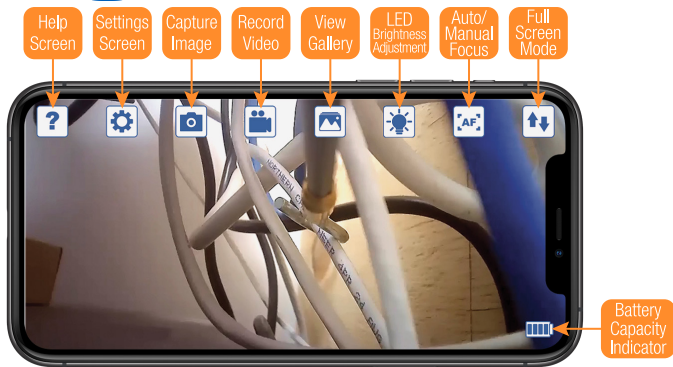 Help
Screen
Settings
Screen
Capture
Image
Record
Video
View
Gallery
LED
Brightness
Adjustment
Auto/
Manual
Focus
Full
Screen
Mode
?
AF
NORTHERN
Battery
Capacity
Indicator